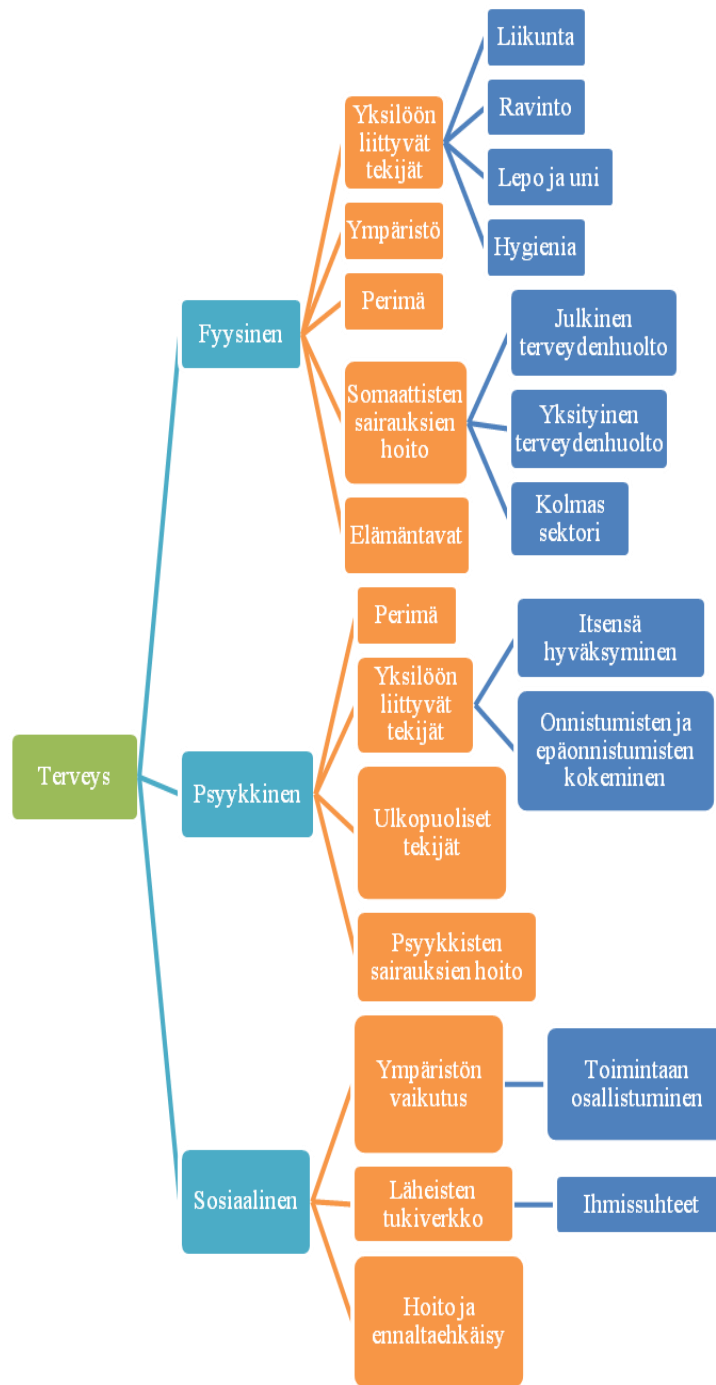 Liikunta
Yksilöön
liittyvät
tekijät
Ravinto
Lepo ja uni
Ympäristö
Hygienia
Perimä
Fyysinen
Julkinen
terveydenhuolto
Somaattisten
sairauksien
hoito
Yksityinen
terveydenhuolto
Kolmas
sektori
Elämäntavat
Perimä
Itsensä
hyväksyminen
Yksilöön
liittyvät
tekijät
Onnistumisten ja
epäonnistumisten
kokeminen
Terveys
Psyykkinen
Ulkopuoliset
tekijät
Psyykkisten
sairauksien hoito
Ympäristön
vaikutus
Toimintaan
osallistuminen
Sosiaalinen
Läheisten
tukiverkko
Ihmissuhteet
Hoito ja
ennaltaehkäisy